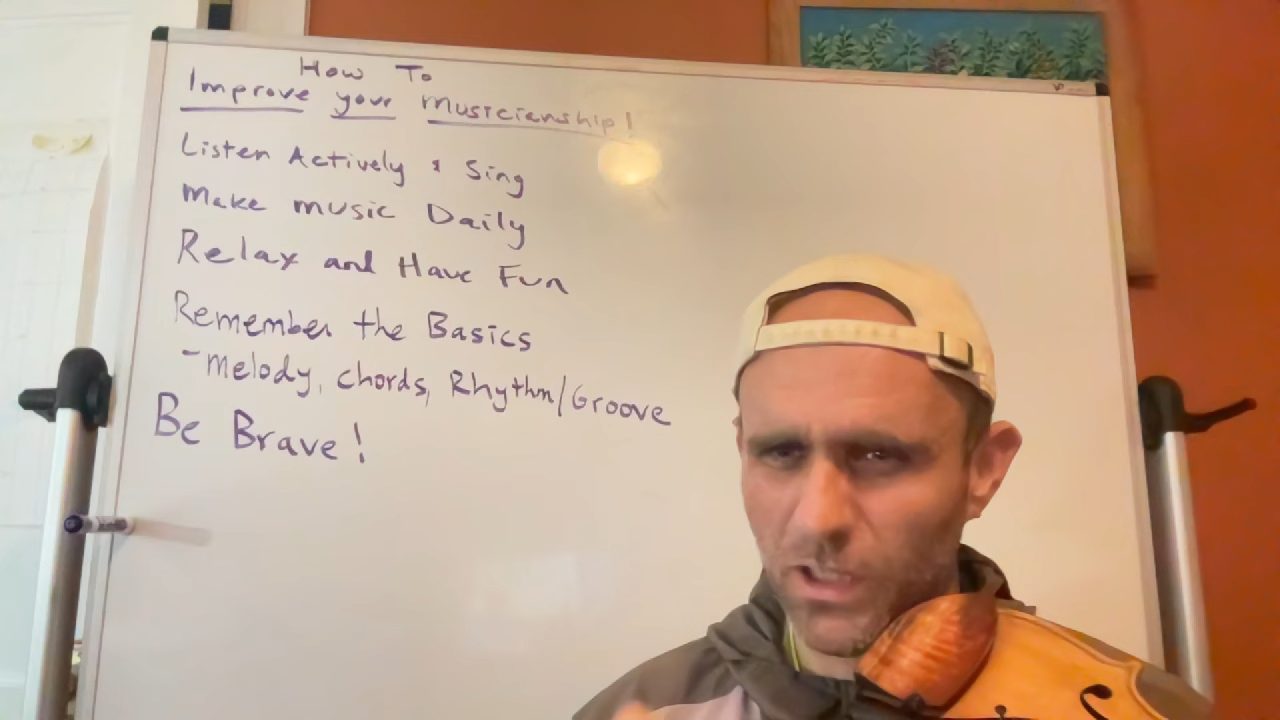 How To
Improve your Musicianship!
Listen Actively & Sing
Make music Daily
Relax and Have Fun
Remember the Basics
- Melody, chords, Rhythm/Groove
Be Brave!